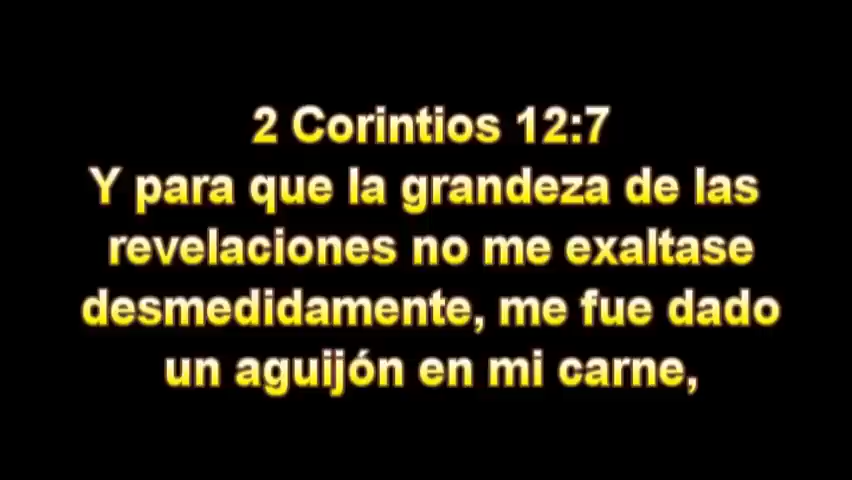 2 Corintios 12:7
Y para que la grandeza de las
revelaciones no me exaltase
desmedidamente, me fue dado
un aguijón en mi carne,